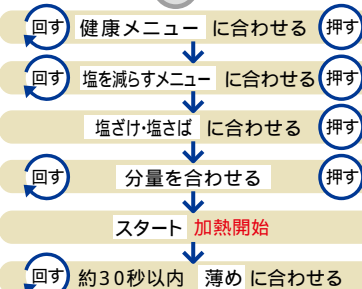 回す 健康メニュー に合わせる 押す
回す 塩を減らすメニュー に合わせる 押す
塩ざけ・塩さば に合わせる 押す
回す 分量を合わせる 押す
スタート 加熱開始
回す 約30秒以内 薄め に合わせる